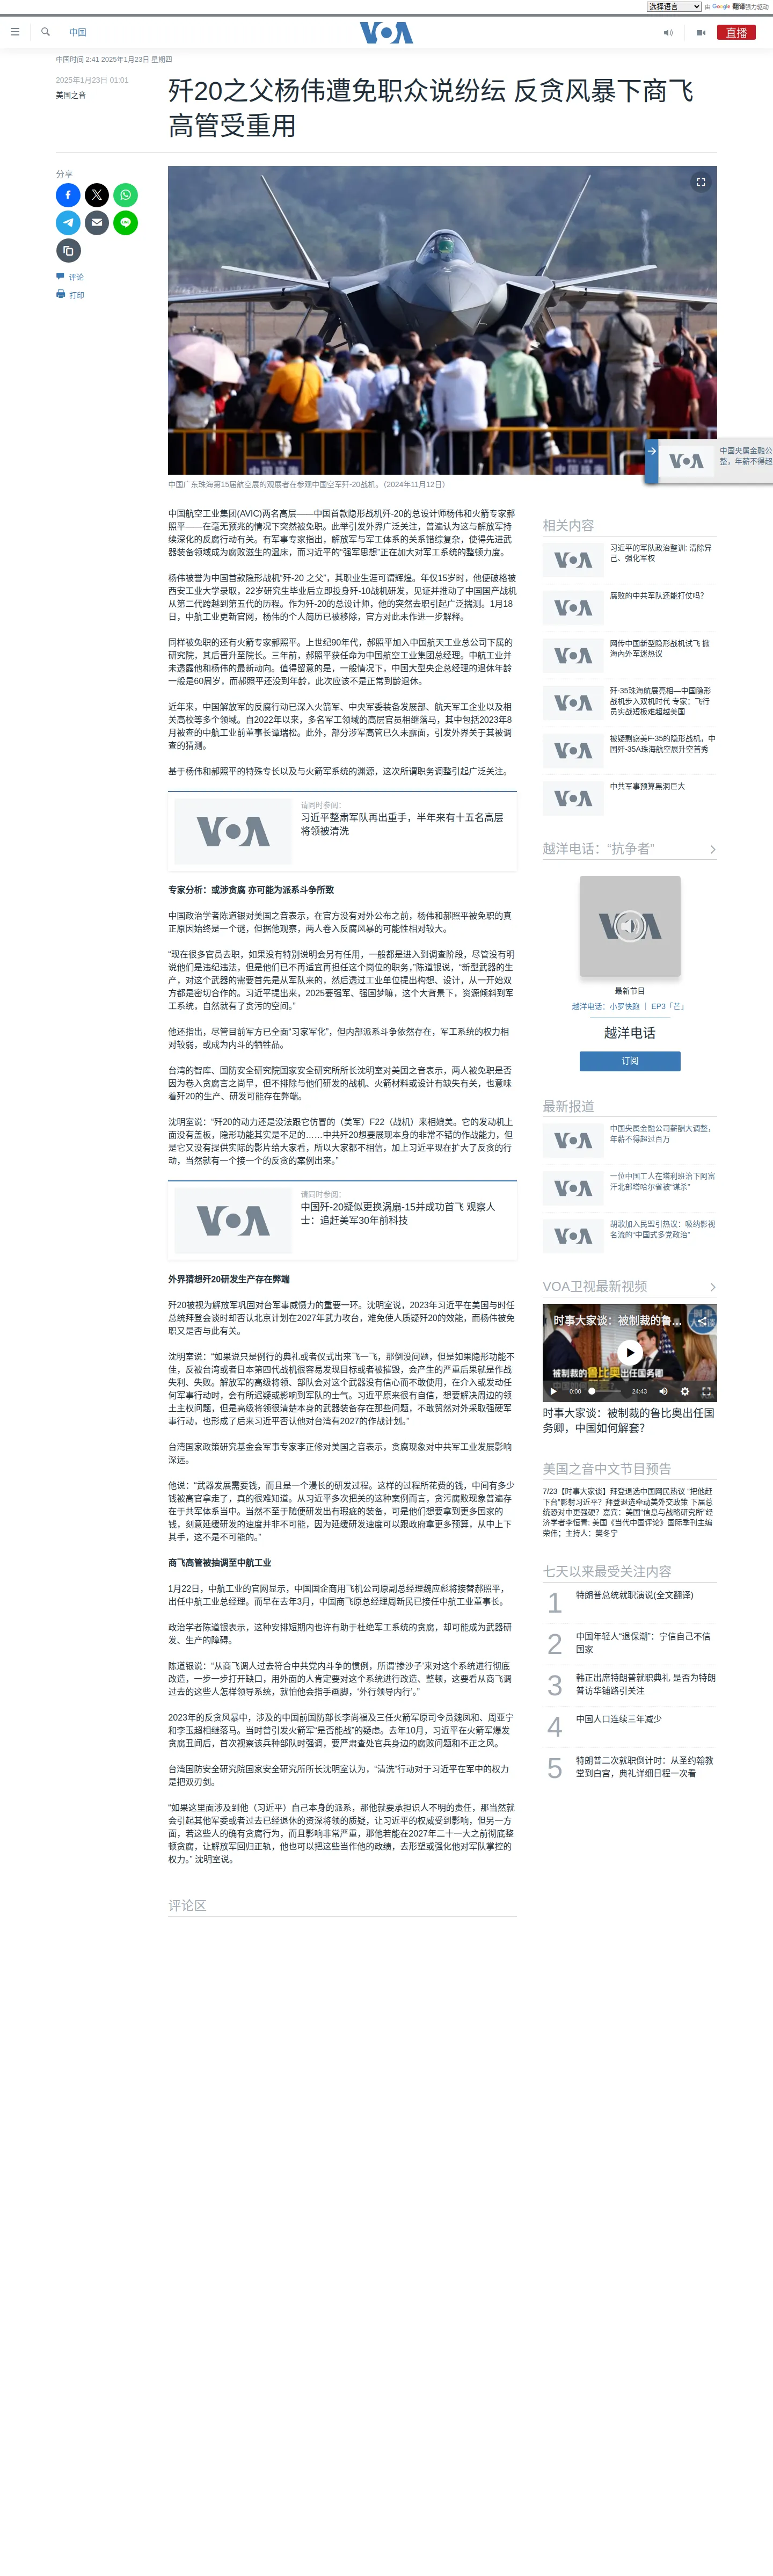 选择语言 由 Google 翻译强力驱动
中国
VOA
直播
中国时间 2:41 2025年1月23日 星期四
2025年1月23日 01:01
美国之音
歼20之父杨伟遭免职众说纷纭 反贪风暴下商飞
高管受重用
分享
评论
打印
中国广东珠海第15届航空展的观展者在参观中国空军歼-20战机。（2024年11月12日）
中国央属金融公
整，年薪不得超
中国航空工业集团(AVIC)两名高层——中国首款隐形战机歼-20的总设计师杨伟和火箭专家郝
照平——在毫无预兆的情况下突然被免职。此举引发外界广泛关注，普遍认为这与解放军持
续深化的反腐行动有关。有军事专家指出，解放军与军工体系的关系错综复杂，使得先进武
器装备领域成为腐败滋生的温床，而习近平的“强军思想”正在加大对军工系统的整顿力度。
杨伟被誉为中国首款隐形战机“歼-20 之父”，其职业生涯可谓辉煌。年仅15岁时，他便破格被
西安工业大学录取，22岁研究生毕业后立即投身歼-10战机研发，见证并推动了中国国产战机
从第二代跨越到第五代的历程。作为歼-20的总设计师，他的突然去职引起广泛揣测。1月18
日，中航工业更新官网，杨伟的个人简历已被移除，官方对此未作进一步解释。
同样被免职的还有火箭专家郝照平。上世纪90年代，郝照平加入中国航天工业总公司下属的
研究院，其后晋升至院长。三年前，郝照平获任命为中国航空工业集团总经理。中航工业并
未透露他和杨伟的最新动向。值得留意的是，一般情况下，中国大型央企总经理的退休年龄
一般是60周岁，而郝照平还没到年龄，此次应该不是正常到龄退休。
近年来，中国解放军的反腐行动已深入火箭军、中央军委装备发展部、航天军工企业以及相
关高校等多个领域。自2022年以来，多名军工领域的高层官员相继落马，其中包括2023年8
月被查的中航工业前董事长谭瑞松。此外，部分涉军高管已久未露面，引发外界关于其被调
查的猜测。
基于杨伟和郝照平的特殊专长以及与火箭军系统的渊源，这次所谓职务调整引起广泛关注。
VOA
请同时参阅：
习近平整肃军队再出重手，半年来有十五名高层
将领被清洗
专家分析：或涉贪腐 亦可能为派系斗争所致
中国政治学者陈道银对美国之音表示，在官方没有对外公布之前，杨伟和郝照平被免职的真
正原因始终是一个谜，但据他观察，两人卷入反腐风暴的可能性相对较大。
“现在很多官员去职，如果没有特别说明会另有任用，一般都是进入到调查阶段，尽管没有明
说他们是违纪违法，但是他们已不再适宜再担任这个岗位的职务，”陈道银说，“新型武器的生
产，对这个武器的需要首先是从军队来的，然后透过工业单位提出构想、设计，从一开始双
方都是密切合作的。习近平提出来，2025要强军、强国梦嘛，这个大背景下，资源倾斜到军
工系统，自然就有了贪污的空间。”
他还指出，尽管目前军方已全面“习家军化”，但内部派系斗争依然存在，军工系统的权力相
对较弱，或成为内斗的牺牲品。
台湾的智库、国防安全研究院国家安全研究所所长沈明室对美国之音表示，两人被免职是否
因为卷入贪腐言之尚早，但不排除与他们研发的战机、火箭材料或设计有缺失有关，也意味
着歼20的生产、研发可能存在弊端。
沈明室说：“歼20的动力还是没法跟它仿冒的（美军）F22（战机）来相媲美。它的发动机上
面没有盖板，隐形功能其实是不足的……中共歼20想要展现本身的非常不错的作战能力，但
是它又没有提供实际的影片给大家看，所以大家都不相信，加上习近平现在扩大了反贪的行
动，当然就有一个接一个的反贪的案例出来。”
VOA
请同时参阅：
中国歼-20疑似更换涡扇-15并成功首飞 观察人
士：追赶美军30年前科技
外界猜想歼20研发生产存在弊端
歼20被视为解放军巩固对台军事威慑力的重要一环。沈明室说，2023年习近平在美国与时任
总统拜登会谈时却否认北京计划在2027年武力攻台，难免使人质疑歼20的效能，而杨伟被免
职又是否与此有关。
沈明室说：“如果说只是例行的典礼或者仪式出来飞一飞，那倒没问题，但是如果隐形功能不
佳，反被台湾或者日本第四代战机很容易发现目标或者被摧毁，会产生的严重后果就是作战
失利、失败。解放军的高级将领、部队会对这个武器没有信心而不敢使用，在介入或发动任
何军事行动时，会有所迟疑或影响到军队的士气。习近平原来很有自信，想要解决周边的领
土主权问题，但是高级将领很清楚本身的武器装备存在那些问题，不敢贸然对外采取强硬军
事行动，也形成了后来习近平否认他对台湾有2027的作战计划。”
台湾国家政策研究基金会军事专家李正修对美国之音表示，贪腐现象对中共军工业发展影响
深远。
他说：“武器发展需要钱，而且是一个漫长的研发过程。这样的过程所花费的钱，中间有多少
钱被高官拿走了，真的很难知道。从习近平多次把关的这种案例而言，贪污腐败现象普遍存
在于共军体系当中。当然不至于随便研发出有瑕疵的装备，可是他们想要拿到更多国家的
钱，刻意延缓研发的速度并非不可能，因为延缓研发速度可以跟政府拿更多预算，从中上下
其手，这不是不可能的。”
商飞高管被抽调至中航工业
1月22日，中航工业的官网显示，中国国企商用飞机公司原副总经理魏应彪将接替郝照平，
出任中航工业总经理。而早在去年3月，中国商飞原总经理周新民已接任中航工业董事长。
政治学者陈道银表示，这种安排短期内也许有助于杜绝军工系统的贪腐，却可能成为武器研
发、生产的障碍。
陈道银说：“从商飞调人过去符合中共党内斗争的惯例，所谓‘掺沙子’来对这个系统进行彻底
改造，一步一步打开缺口，用外面的人肯定要对这个系统进行改造、整顿，这要看从商飞调
过去的这些人怎样领导系统，就怕他会指手画脚，‘外行领导内行’。”
2023年的反贪风暴中，涉及的中国前国防部长李尚福及三任火箭军原司令员魏凤和、周亚宁
和李玉超相继落马。当时曾引发火箭军“是否能战”的疑虑。去年10月，习近平在火箭军爆发
贪腐丑闻后，首次视察该兵种部队时强调，要严肃查处官兵身边的腐败问题和不正之风。
台湾国防安全研究院国家安全研究所所长沈明室认为，“清洗”行动对于习近平在军中的权力
是把双刃剑。
“如果这里面涉及到他（习近平）自己本身的派系，那他就要承担识人不明的责任，那当然就
会引起其他军委或者过去已经退休的资深将领的质疑，让习近平的权威受到影响，但另一方
面，若这些人的确有贪腐行为，而且影响非常严重，那他若能在2027年二十一大之前彻底整
顿贪腐，让解放军回归正轨，他也可以把这些当作他的政绩，去形塑或强化他对军队掌控的
权力。” 沈明室说。
评论区
相关内容
习近平的军队政治整训: 清除异
己、强化军权
腐败的中共军队还能打仗吗?
网传中国新型隐形战机试飞 掀
海内外军迷热议
歼-35珠海航展亮相—中国隐形
战机步入双机时代 专家：飞行
员实战短板难超越美国
被疑剽窃美F-35的隐形战机，中
国歼-35A珠海航空展升空首秀
中共军事预算黑洞巨大
越洋电话：“抗争者”
最新节目
越洋电话：小罗快跑 ｜ EP3「芒」
越洋电话
订阅
最新报道
中国央属金融公司薪酬大调整，
年薪不得超过百万
一位中国工人在塔利班治下阿富
汗北部塔哈尔省被“谋杀”
胡歌加入民盟引热议：吸纳影视
名流的“中国式多党政治”
VOA卫视最新视频
时事大家谈：被制裁的鲁...
被制裁的鲁比奥出任国务卿
0:00 24:43
时事大家谈：被制裁的鲁比奥出任国
务卿，中国如何解套?
美国之音中文节目预告
7/23【时事大家谈】拜登退选中国网民热议 “把他赶
下台”影射习近平？拜登退选牵动美外交政策 下届总
统恐对中更强硬？嘉宾：美国“信息与战略研究所”经
济学者李恒青; 美国《当代中国评论》国际季刊主编
荣伟；主持人：樊冬宁
七天以来最受关注内容
1 特朗普总统就职演说(全文翻译)
2 中国年轻人“退保潮”：宁信自己不信
国家
3 韩正出席特朗普就职典礼 是否为特朗
普访华铺路引关注
4 中国人口连续三年减少
5 特朗普二次就职倒计时：从圣约翰教
堂到白宫，典礼详细日程一次看